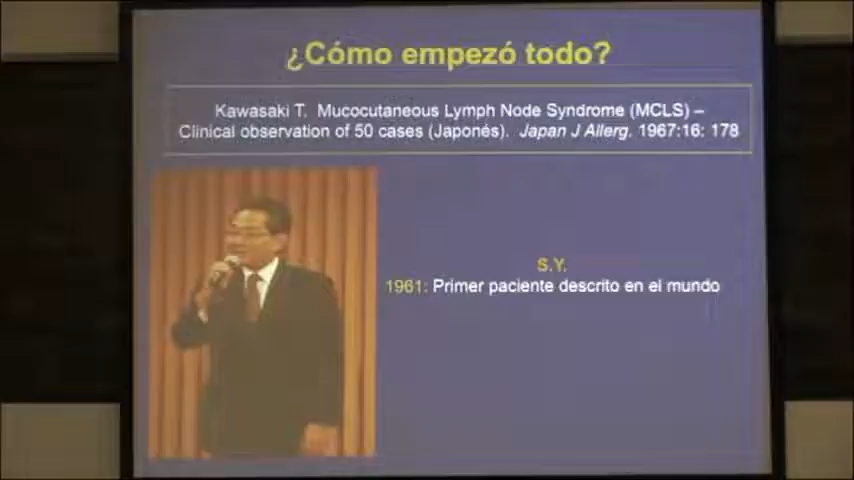 ¿Cómo empezó todo?
Kawasaki T. Mucocutaneous Lymph Node Syndrome (MCLS) –
Clinical observation of 50 cases (Japonés). Japan J Allerg. 1967:16: 178
S.Y.
1961: Primer paciente descrito en el mundo